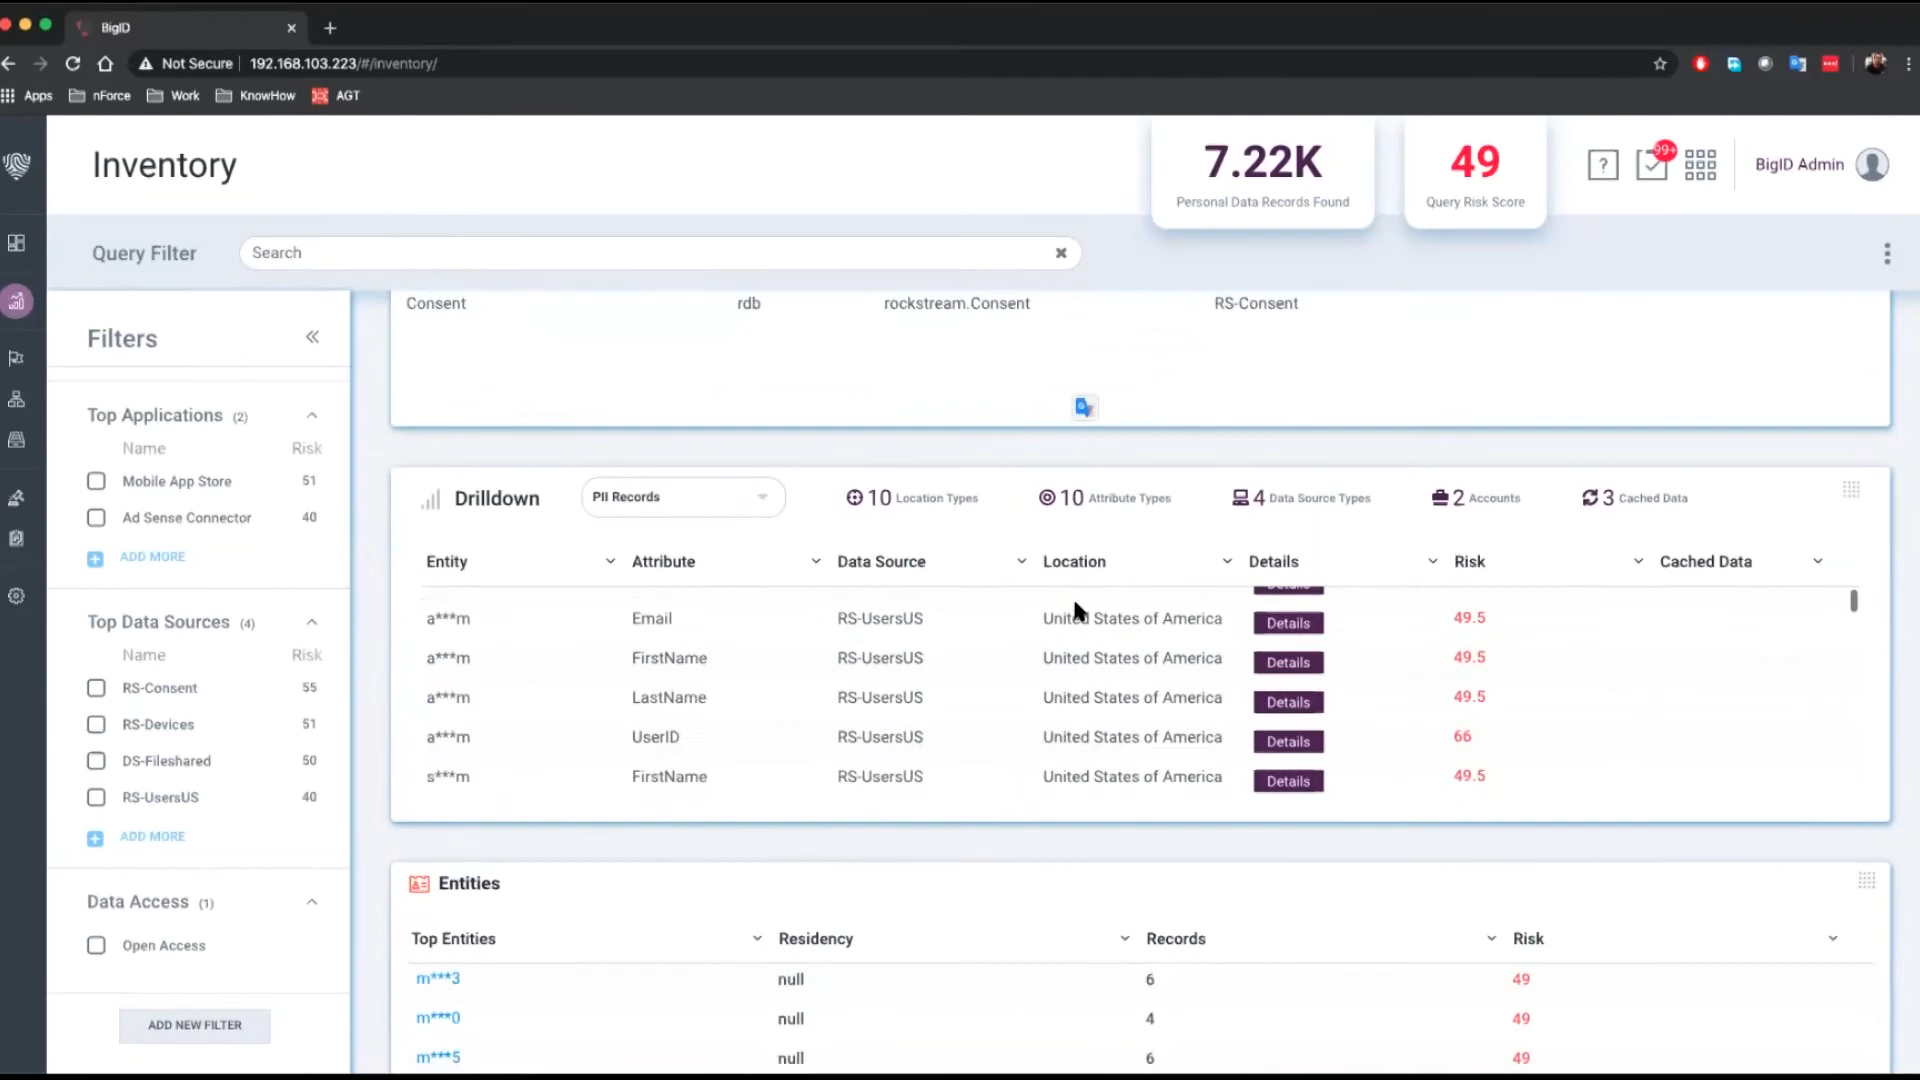 BigID
Not Secure 192.168.103.223/#/inventory/
Apps nForce Work KnowHow AGT
Inventory
7.22K
Personal Data Records Found
49
Query Risk Score
?
99+
BigID Admin
Query Filter
Search
Filters
Top Applications (2)
Name Risk
Mobile App Store 51
Ad Sense Connector 40
ADD MORE
Top Data Sources (4)
Name Risk
RS-Consent 55
RS-Devices 51
DS-Fileshared 50
RS-UsersUS 40
ADD MORE
Data Access (1)
Open Access
ADD NEW FILTER
Consent rdb rockstream.Consent RS-Consent
Drilldown PII Records 10 Location Types 10 Attribute Types 4 Data Source Types 2 Accounts 3 Cached Data
Entity Attribute Data Source Location Details Risk Cached Data
Details
a***m Email RS-UsersUS United States of America Details 49.5
a***m FirstName RS-UsersUS United States of America Details 49.5
a***m LastName RS-UsersUS United States of America Details 49.5
a***m UserID RS-UsersUS United States of America Details 66
s***m FirstName RS-UsersUS United States of America Details 49.5
Entities
Top Entities Residency Records Risk
m***3 null 6 49
m***0 null 4 49
m***5 null 6 49